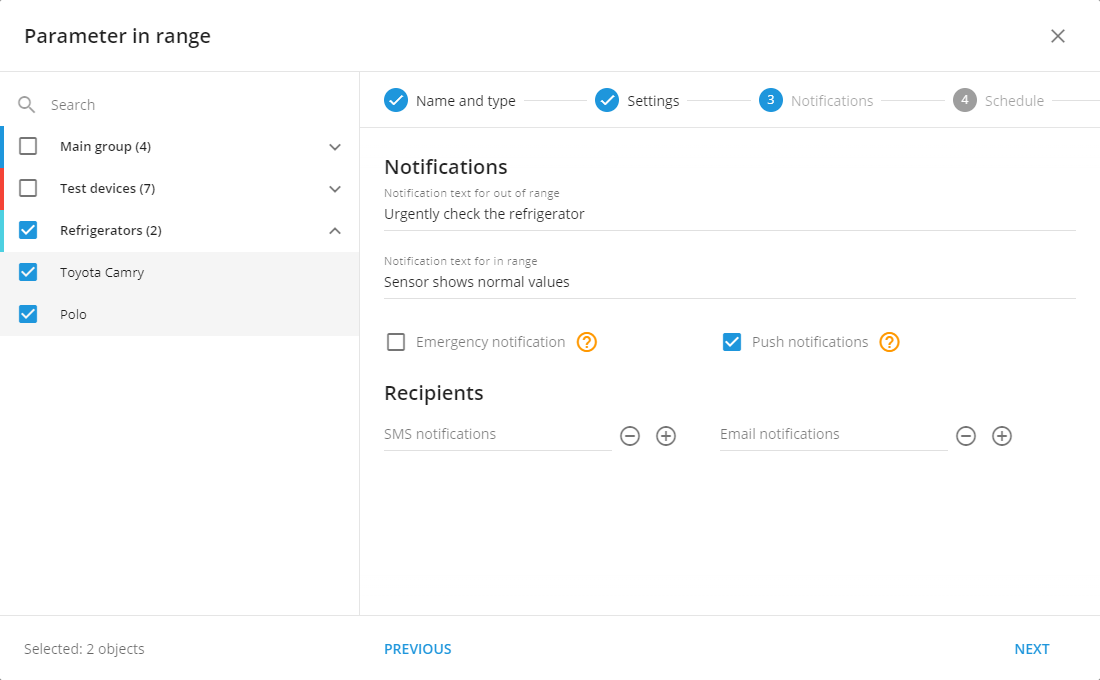 Parameter in range
Search
Main group (4)
Test devices (7)
Refrigerators (2)
Toyota Camry
Polo
Name and type
Settings
3 Notifications
4 Schedule
Notifications
Notification text for out of range
Urgently check the refrigerator
Notification text for in range
Sensor shows normal values
Emergency notification ?
Push notifications ?
Recipients
SMS notifications
Email notifications
Selected: 2 objects
PREVIOUS
NEXT